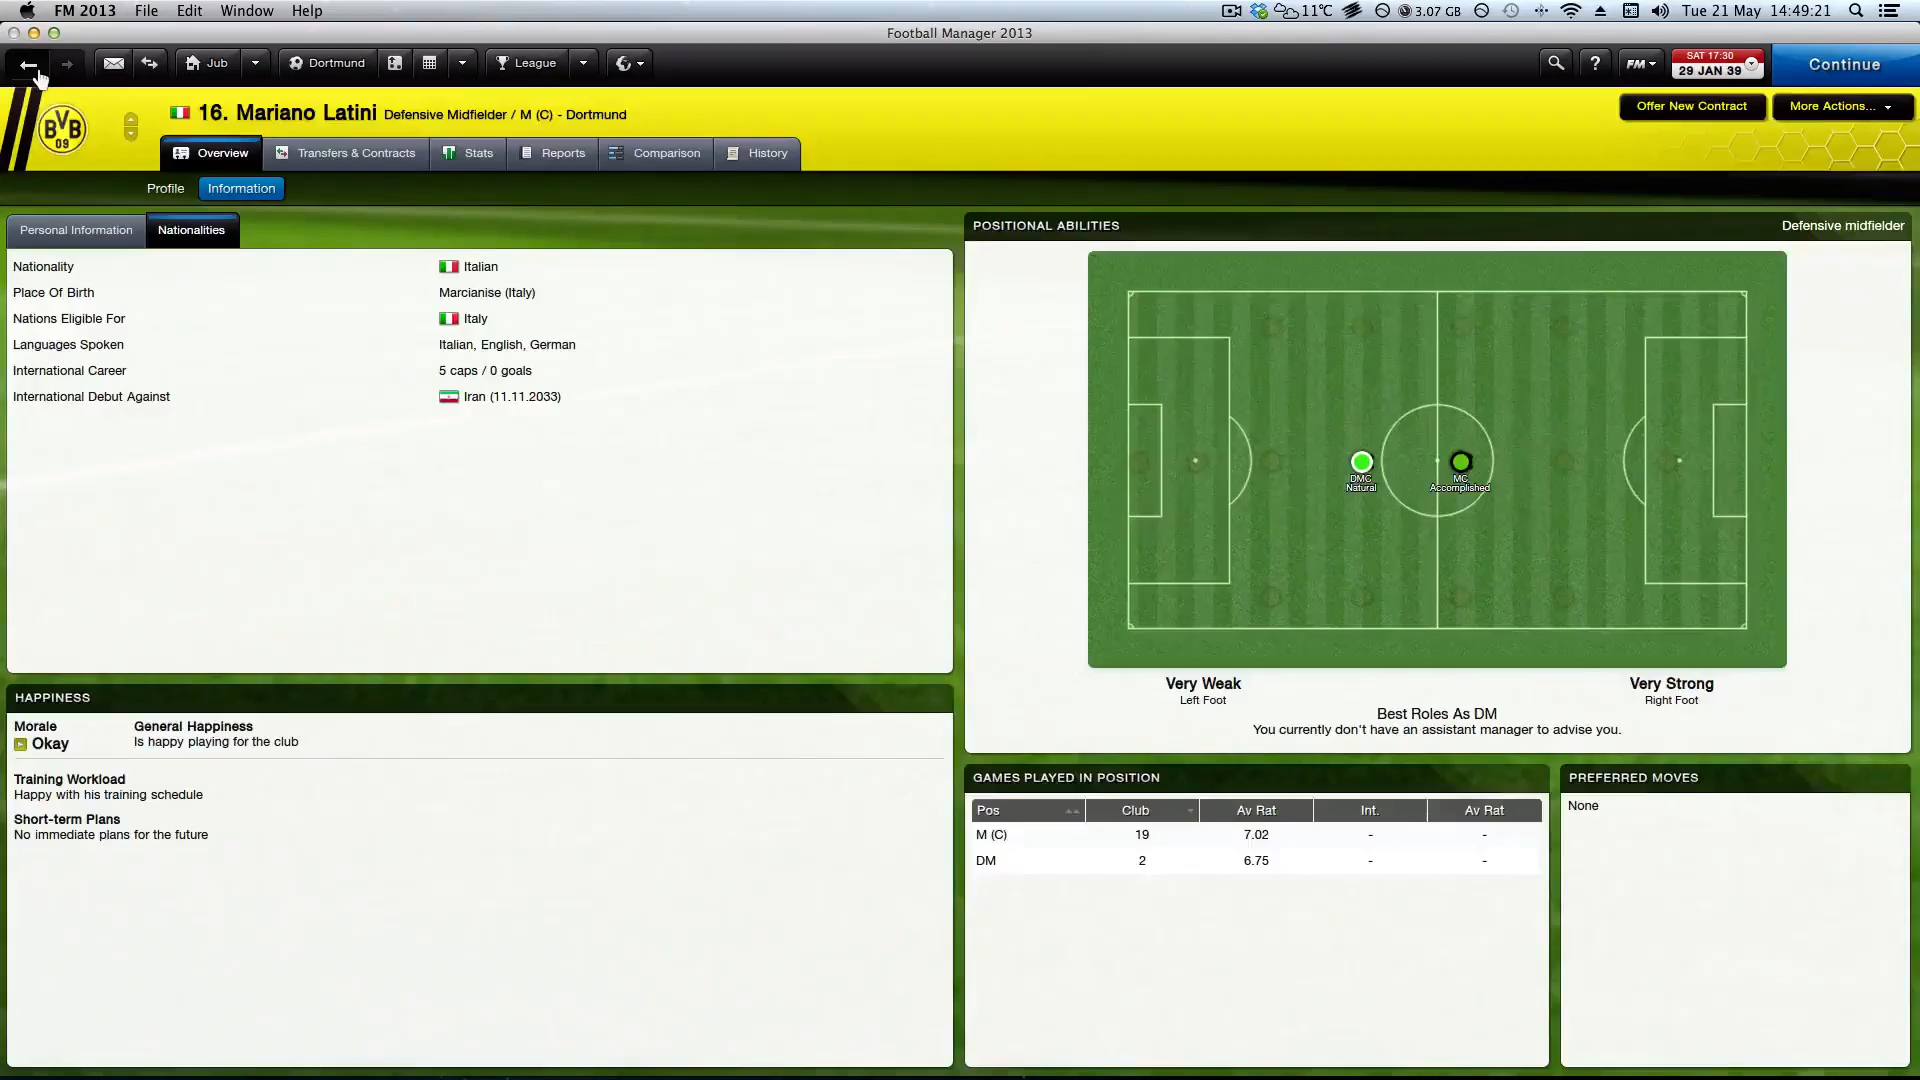 FM 2013 File Edit Window Help 11°C 3.07 GB Tue 21 May 14:49:21
Football Manager 2013
Jub Dortmund League ? FM SAT 17:30 29 JAN 39 Continue
BVB 09
16. Mariano Latini Defensive Midfielder / M (C) - Dortmund
Offer New Contract More Actions...
Overview Transfers & Contracts Stats Reports Comparison History
Profile Information
Personal Information Nationalities
Nationality Italian
Place Of Birth Marcianise (Italy)
Nations Eligible For Italy
Languages Spoken Italian, English, German
International Career 5 caps / 0 goals
International Debut Against Iran (11.11.2033)
POSITIONAL ABILITIES Defensive midfielder
DMC
Natural
MC
Accomplished
Very Weak
Left Foot
Very Strong
Right Foot
Best Roles As DM
You currently don't have an assistant manager to advise you.
HAPPINESS
Morale
Okay
General Happiness
Is happy playing for the club
Training Workload
Happy with his training schedule
Short-term Plans
No immediate plans for the future
GAMES PLAYED IN POSITION
Pos Club Av Rat Int. Av Rat
M (C) 19 7.02 - -
DM 2 6.75 - -
PREFERRED MOVES
None